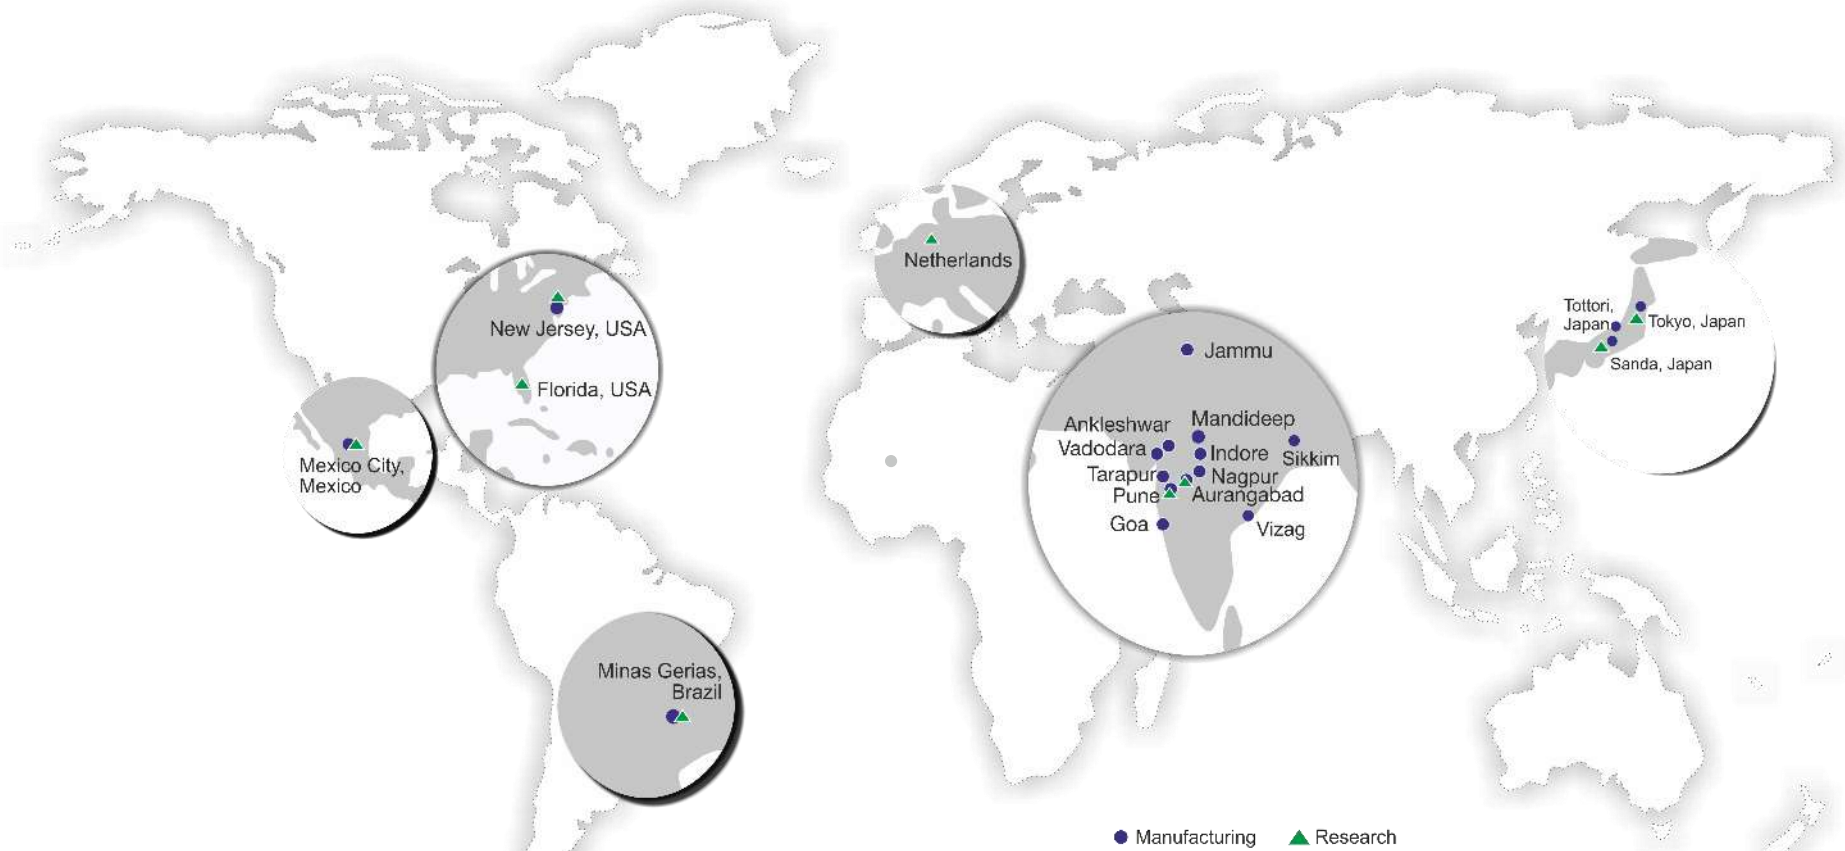 Netherlands
New Jersey, USA
Florida, USA
Mexico City,
Mexico
Minas Gerias,
Brazil
Jammu
Ankleshwar
Mandideep
Vadodara
Indore
Sikkim
Tarapur
Nagpur
Pune
Aurangabad
Goa
Vizag
Tottori,
Japan
Tokyo, Japan
Sanda, Japan
Manufacturing
Research